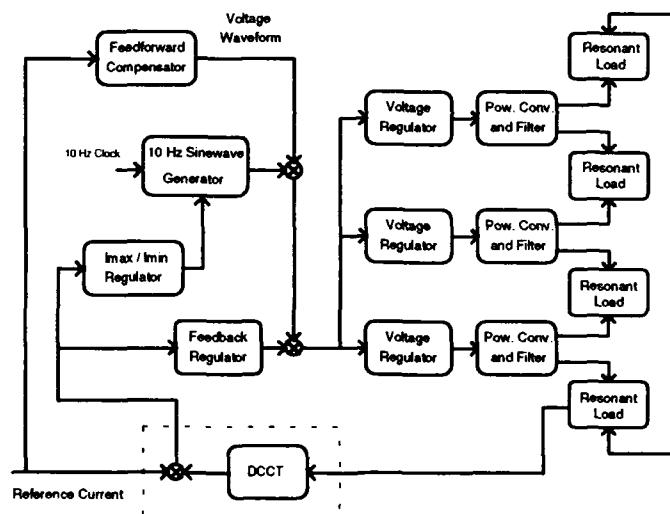 Voltage
Waveform
Feedforward
Compensator
Resonant
Load
Voltage
Regulator
Pow. Conv.
and Filter
10 Hz Clock
10 Hz Sinewave
Generator
Resonant
Load
Voltage
Regulator
Pow. Conv.
and Filter
Imax / Imin
Regulator
Resonant
Load
Feedback
Regulator
Voltage
Regulator
Pow. Conv.
and Filter
Resonant
Load
DCCT
Reference Current